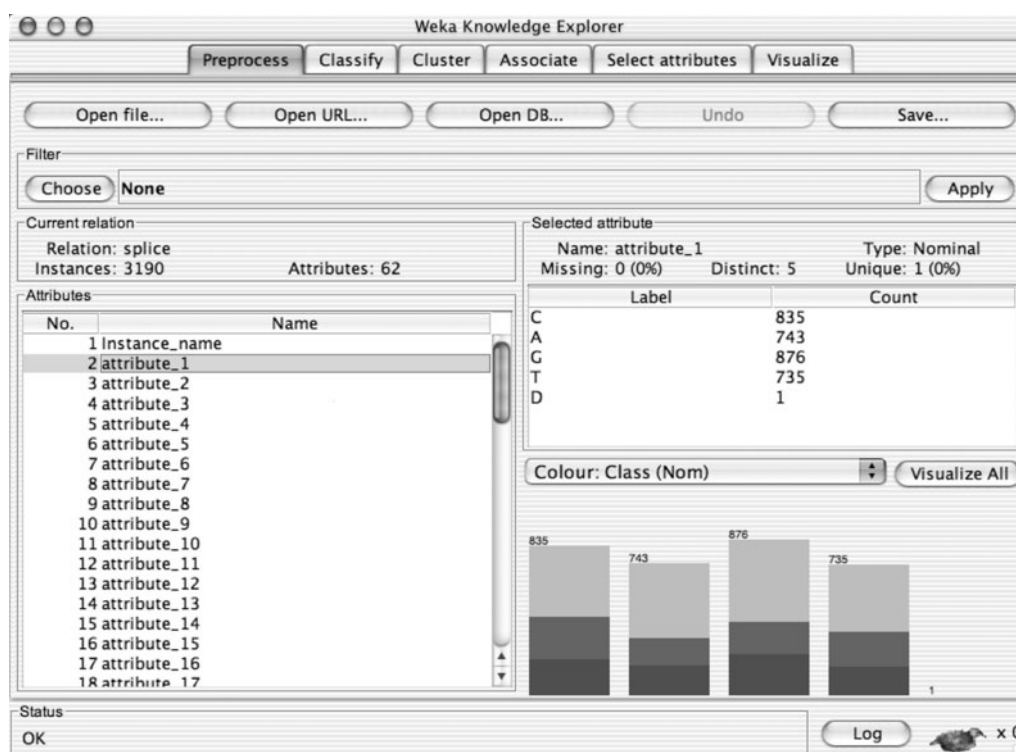 Weka Knowledge Explorer
Preprocess Classify Cluster Associate Select attributes Visualize
Open file... Open URL... Open DB... Undo Save...
Filter
Choose None Apply
Current relation
Relation: splice
Instances: 3190 Attributes: 62
Attributes
No. Name
1 Instance_name
2 attribute_1
3 attribute_2
4 attribute_3
5 attribute_4
6 attribute_5
7 attribute_6
8 attribute_7
9 attribute_8
10 attribute_9
11 attribute_10
12 attribute_11
13 attribute_12
14 attribute_13
15 attribute_14
16 attribute_15
17 attribute_16
18 attribute_17
Selected attribute
Name: attribute_1 Type: Nominal
Missing: 0 (0%) Distinct: 5 Unique: 1 (0%)
Label Count
C 835
A 743
G 876
T 735
D 1
Colour: Class (Nom) Visualize All
835 743 876 735 1
Status
OK Log x 0